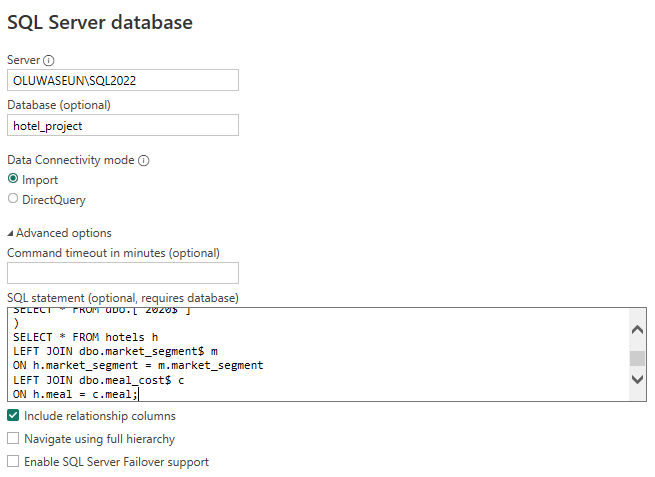 SQL Server database
Server
OLUWASEUN\SQL2022
Database (optional)
hotel_project
Data Connectivity mode
Import
DirectQuery
Advanced options
Command timeout in minutes (optional)
SQL statement (optional, requires database)
SELECT * FROM dbo.['2020$']
)
SELECT * FROM hotels h
LEFT JOIN dbo.market_segment$ m
ON h.market_segment = m.market_segment
LEFT JOIN dbo.meal_cost$ c
ON h.meal = c.meal;
Include relationship columns
Navigate using full hierarchy
Enable SQL Server Failover support